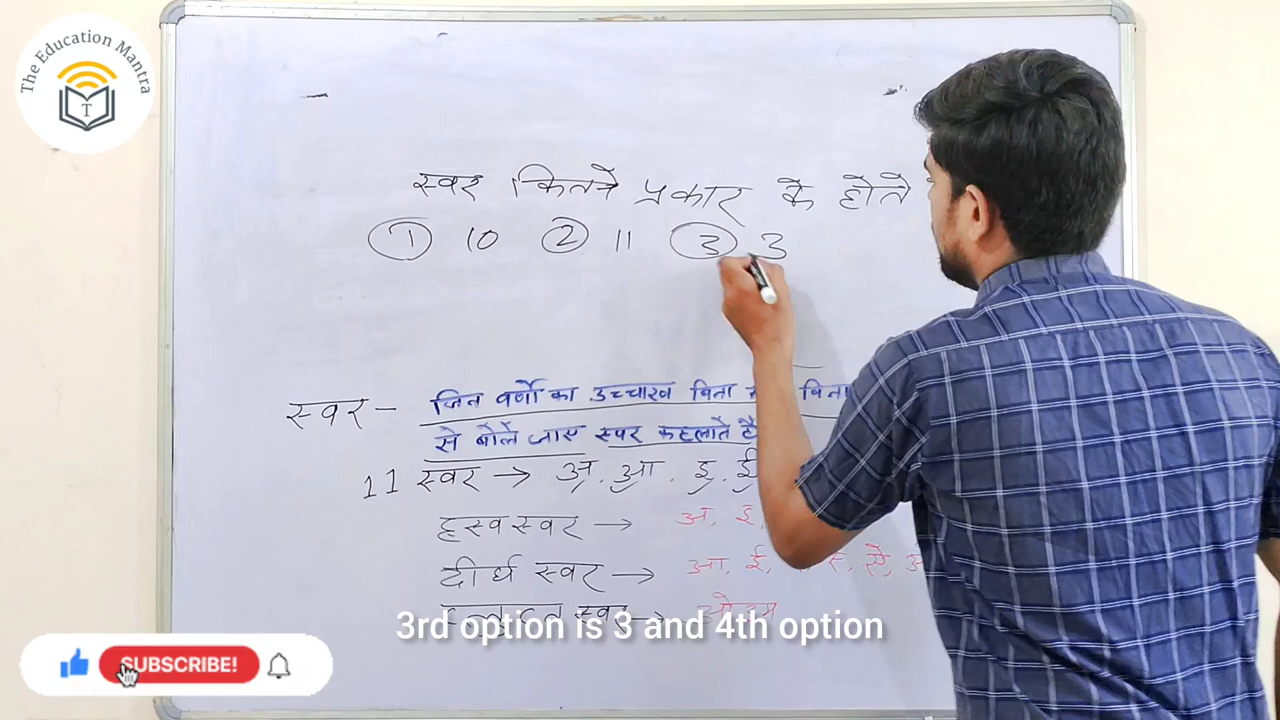 The Education Mantra
T
स्वर कितने प्रकार के होते
① 10 ② 11 ③ 3
स्वर - जिन वर्णो का उच्चारण बिना बिना
से बोले जाए स्वर कहलाते है
11 स्वर → अ, आ, इ, ई
ह्रस्व स्वर → अ, इ,
दीर्घ स्वर → आ, ई, ए, ऐ,
स्वर →
3rd option is 3 and 4th option
SUBSCRIBE!